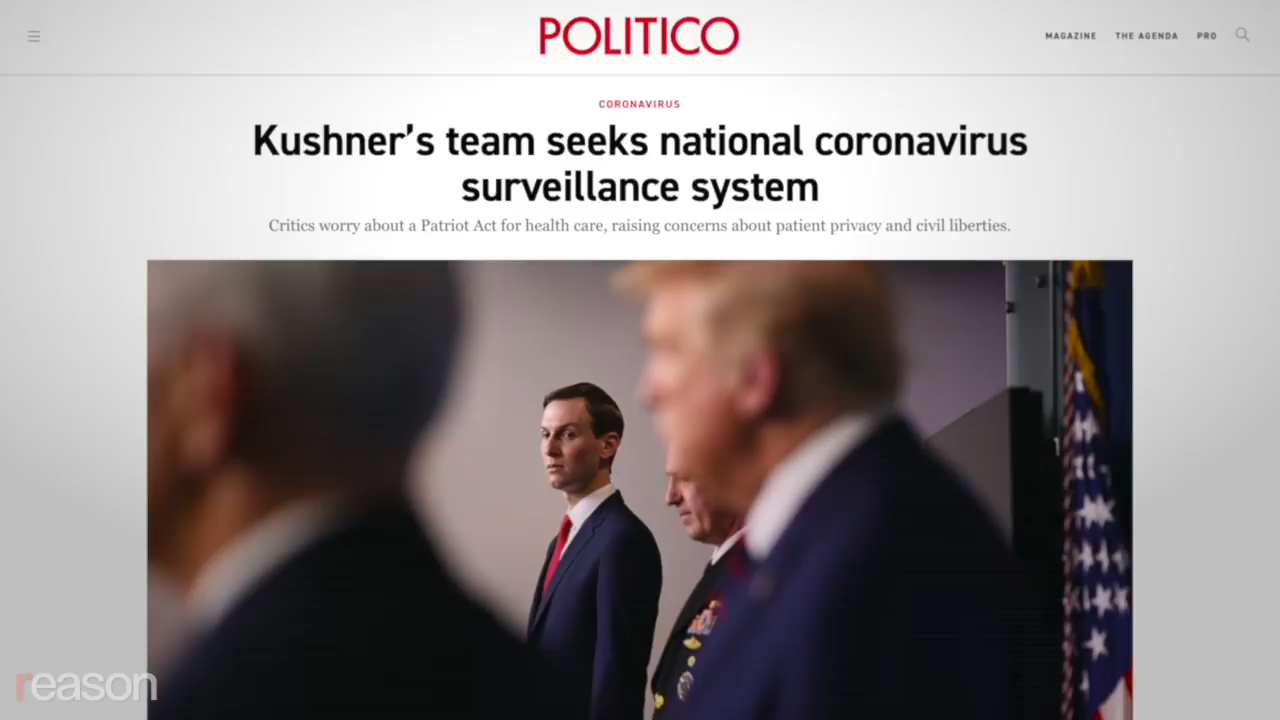 POLITICO
MAGAZINE THE AGENDA PRO
CORONAVIRUS
Kushner’s team seeks national coronavirus
surveillance system
Critics worry about a Patriot Act for health care, raising concerns about patient privacy and civil liberties.
reason